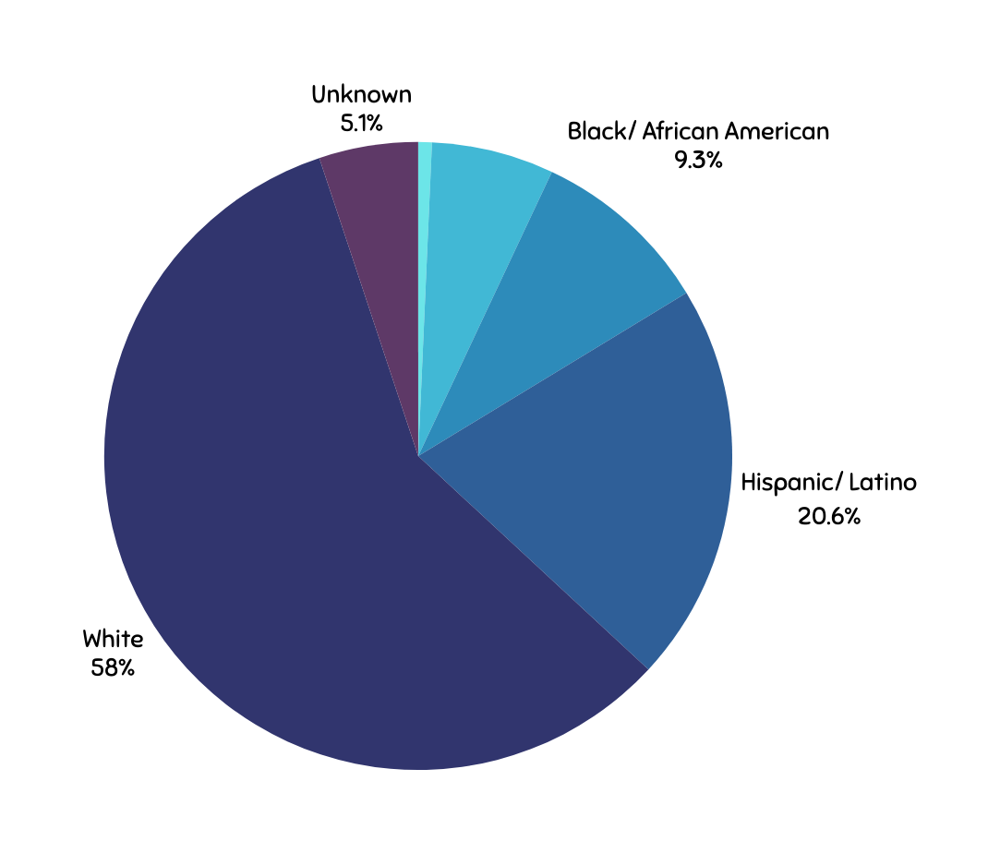 Unknown
5.1%
Black/ African American
9.3%
Hispanic/ Latino
20.6%
White
58%